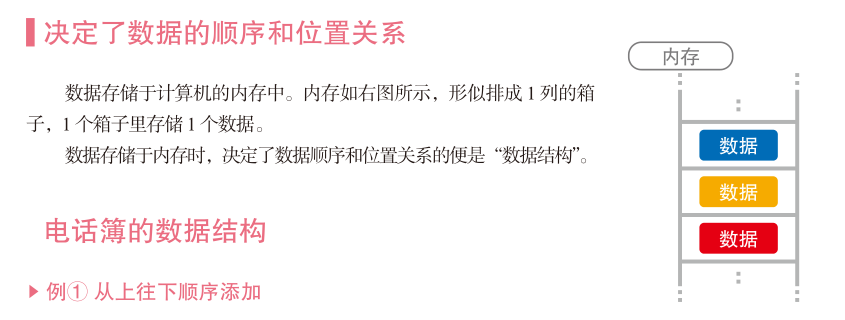 决定了数据的顺序和位置关系
数据存储于计算机的内存中。内存如右图所示，形似排成 1 列的箱
子，1 个箱子里存储 1 个数据。
数据存储于内存时，决定了数据顺序和位置关系的便是“数据结构”。
电话簿的数据结构
例① 从上往下顺序添加
内存
数据
数据
数据